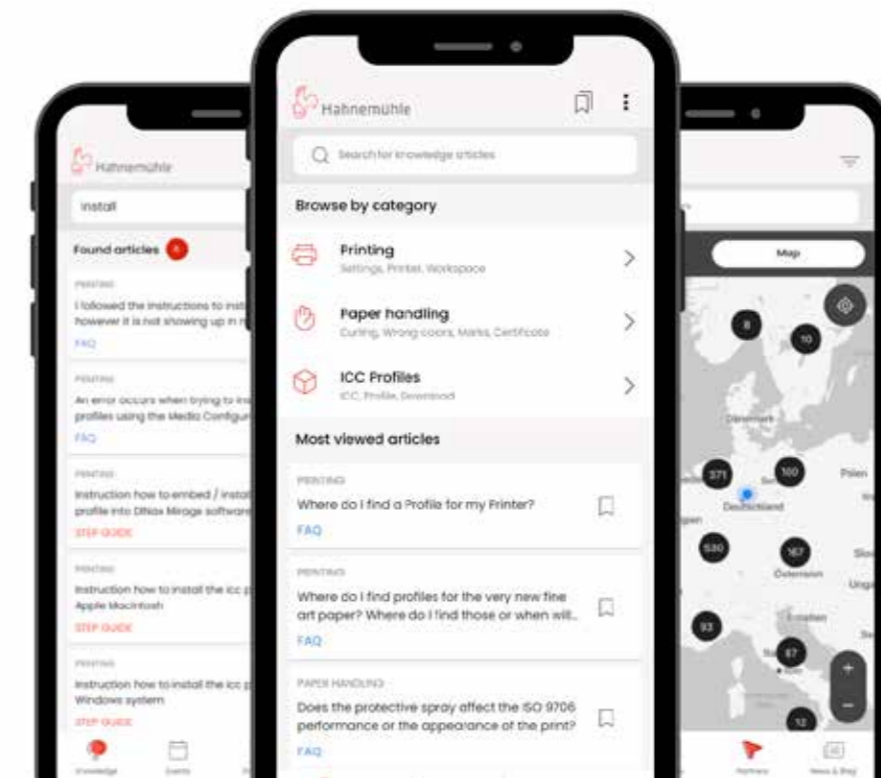 Hahnemühle
install
Found articles
PRINTING
I followed the instructions to
however it is not showing up in
FAQ
PRINTING
An error occurs when trying to
profiles using the Media
FAQ
PRINTING
Instruction how to embed / install
profile into Dinax Mirage software
STEP GUIDE
PRINTING
Instruction how to install the icc
Apple Macintosh
STEP GUIDE
PRINTING
Instruction how to install the icc
Windows system
STEP GUIDE
Knowledge
Events
Hahnemühle
Search for knowledge articles
Browse by category
Printing
Settings, Printer, Workspace
Paper handling
Curling, Wrong colors, Marks, Certificate
ICC Profiles
ICC, Profile, Download
Most viewed articles
PRINTING
Where do I find a Profile for my Printer?
FAQ
PRINTING
Where do I find profiles for the very new fine
art paper? Where do I find those or when will...
FAQ
PAPER HANDLING
Does the protective spray affect the ISO 9706
performance or the appearance of the print?
FAQ
Map
8
10
Dänemark
371
160
Polen
Deutschland
530
167
Österreich
93
87
12
+
−
Partners
News & Blog